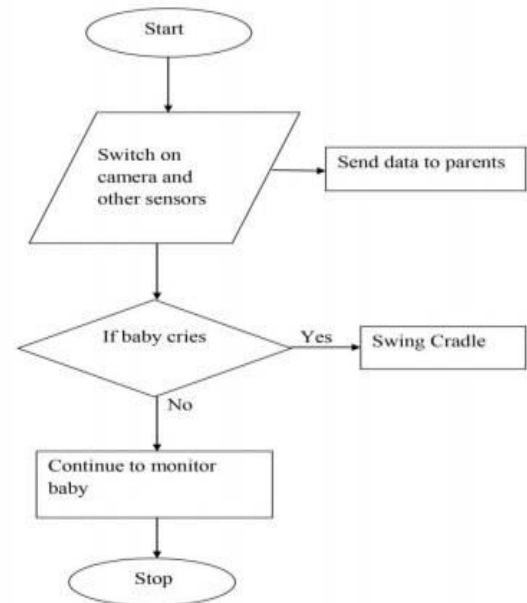 Start
Switch on
camera and
other sensors
Send data to parents
If baby cries
Yes
Swing Cradle
No
Continue to monitor
baby
Stop